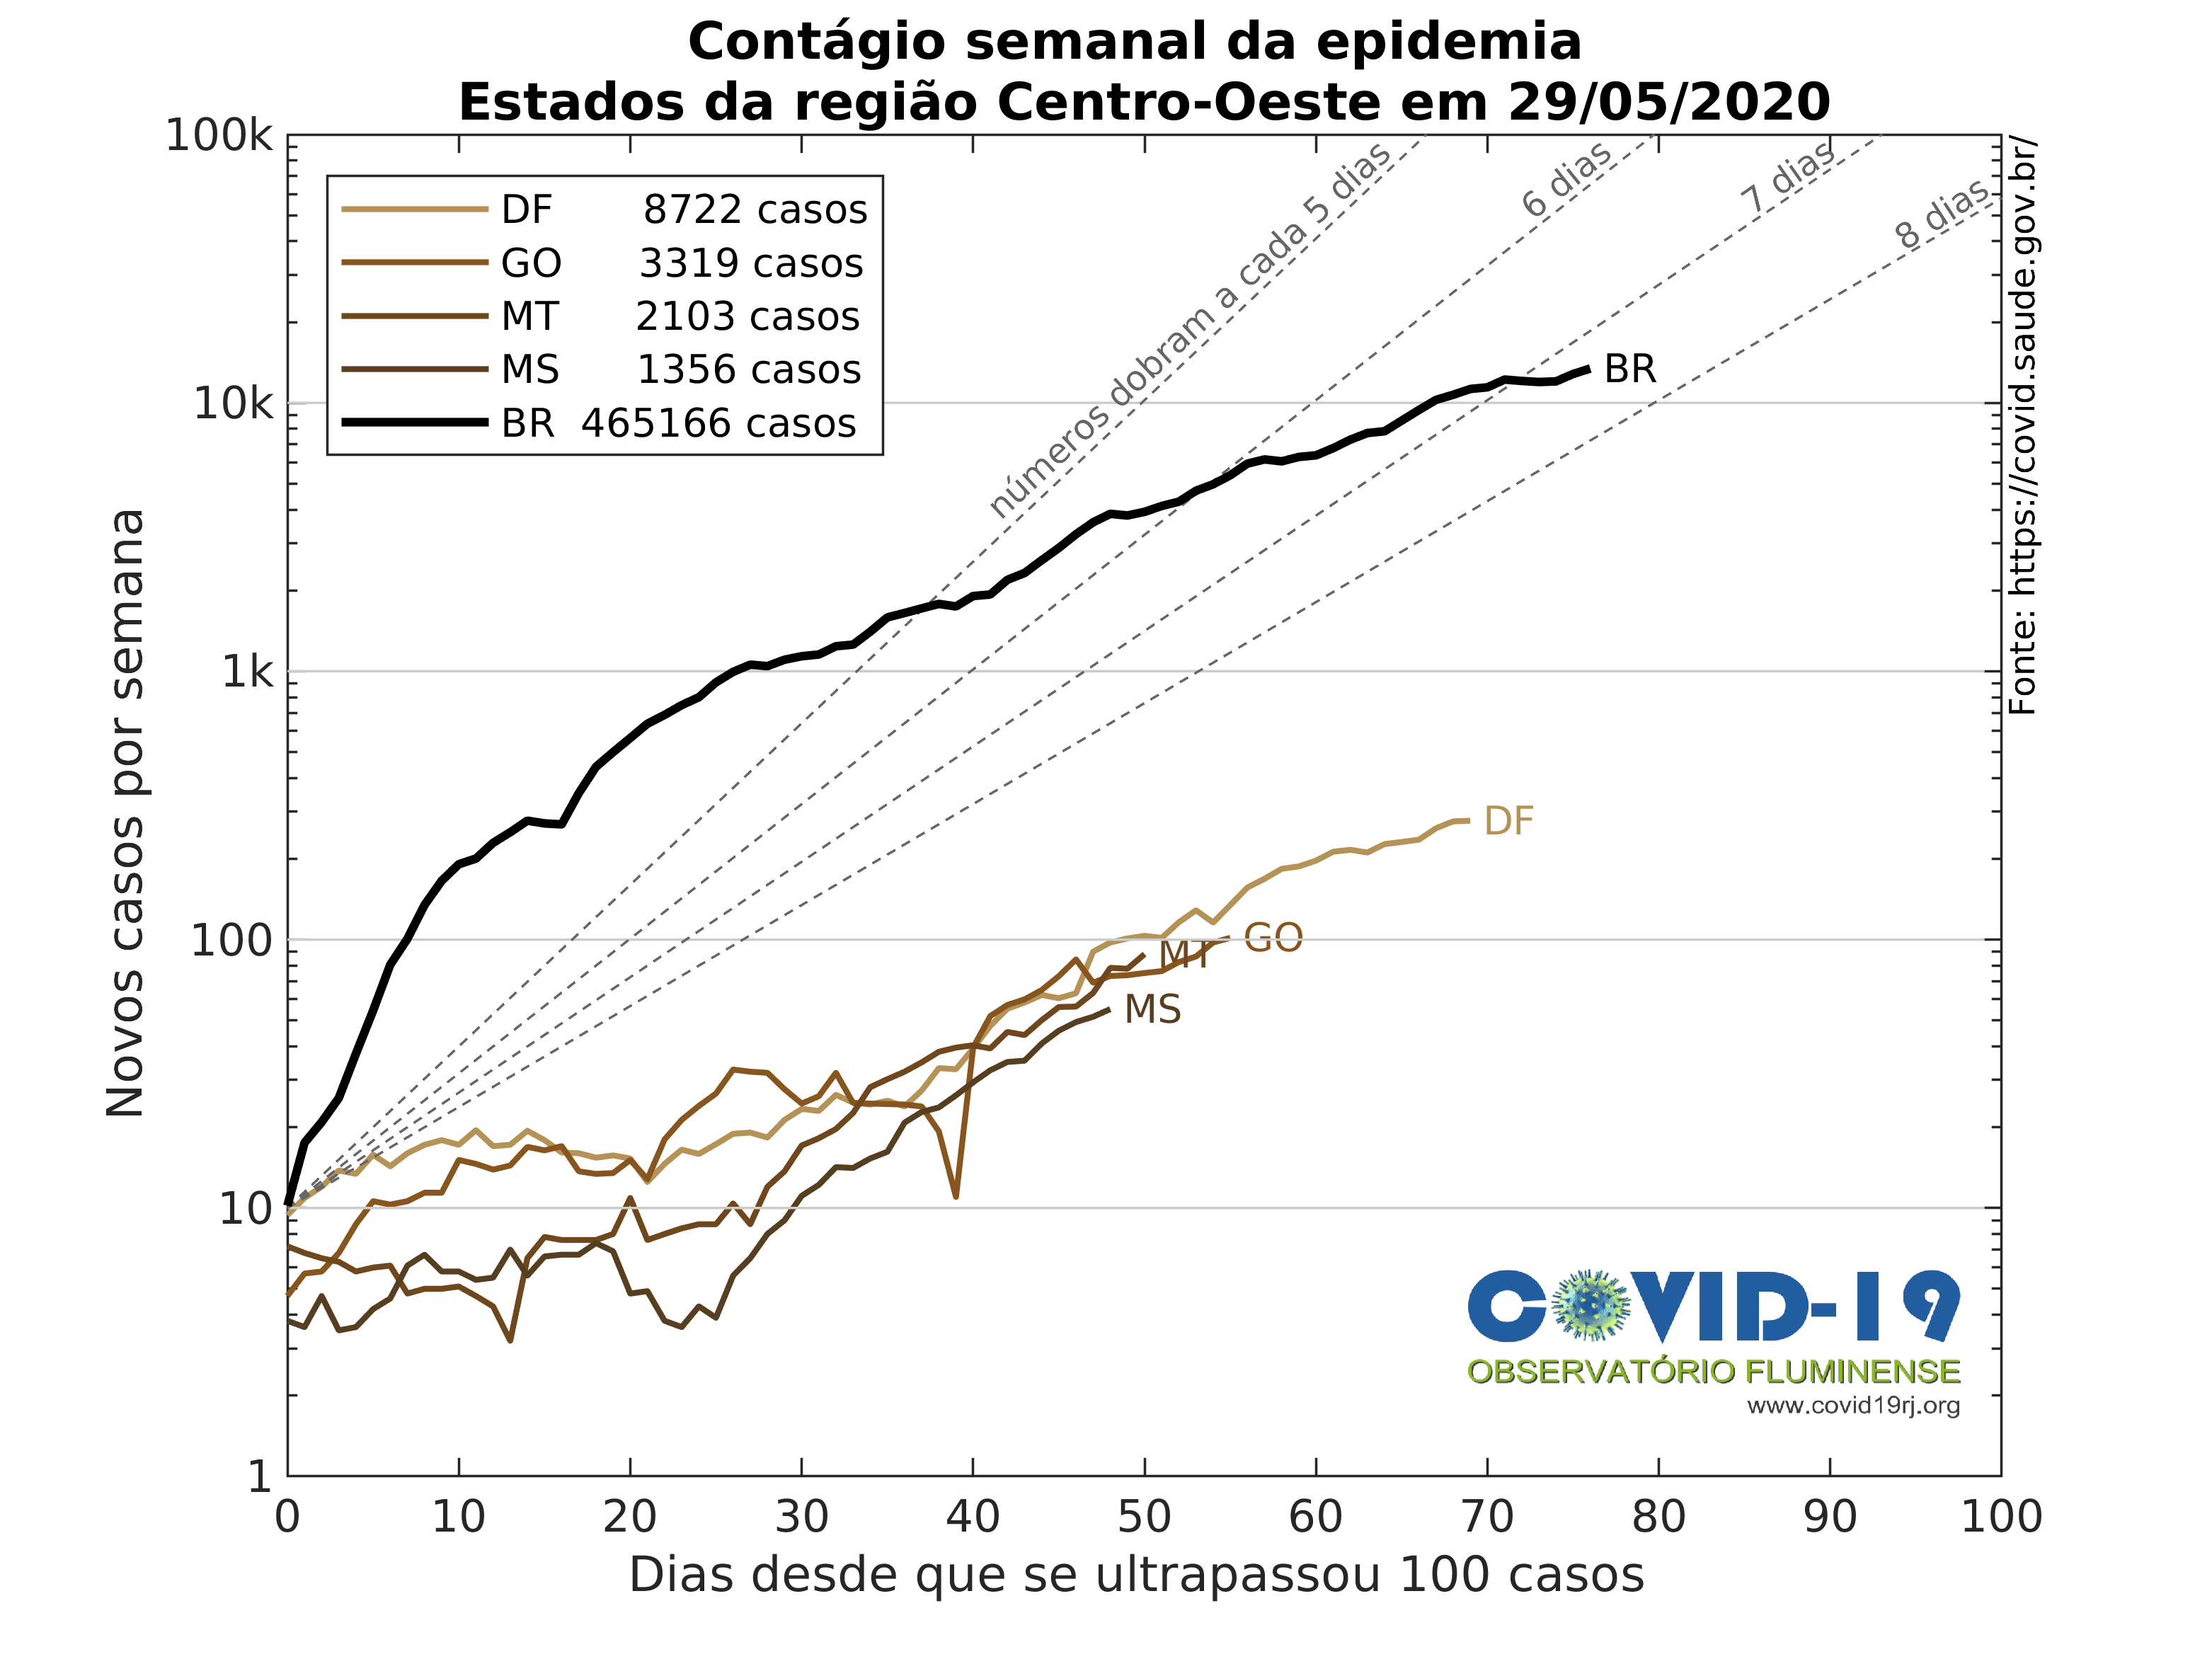 Contágio semanal da epidemia
Estados da região Centro-Oeste em 29/05/2020
100k
10k
1k
100
10
1
Novos casos por semana
DF 8722 casos
GO 3319 casos
MT 2103 casos
MS 1356 casos
BR 465166 casos
números dobram a cada 5 dias
6 dias
7 dias
8 dias
BR
DF
GO
MT
MS
Fonte: https://covid.saude.gov.br/
COVID-19
OBSERVATÓRIO FLUMINENSE
www.covid19rj.org
0 10 20 30 40 50 60 70 80 90 100
Dias desde que se ultrapassou 100 casos